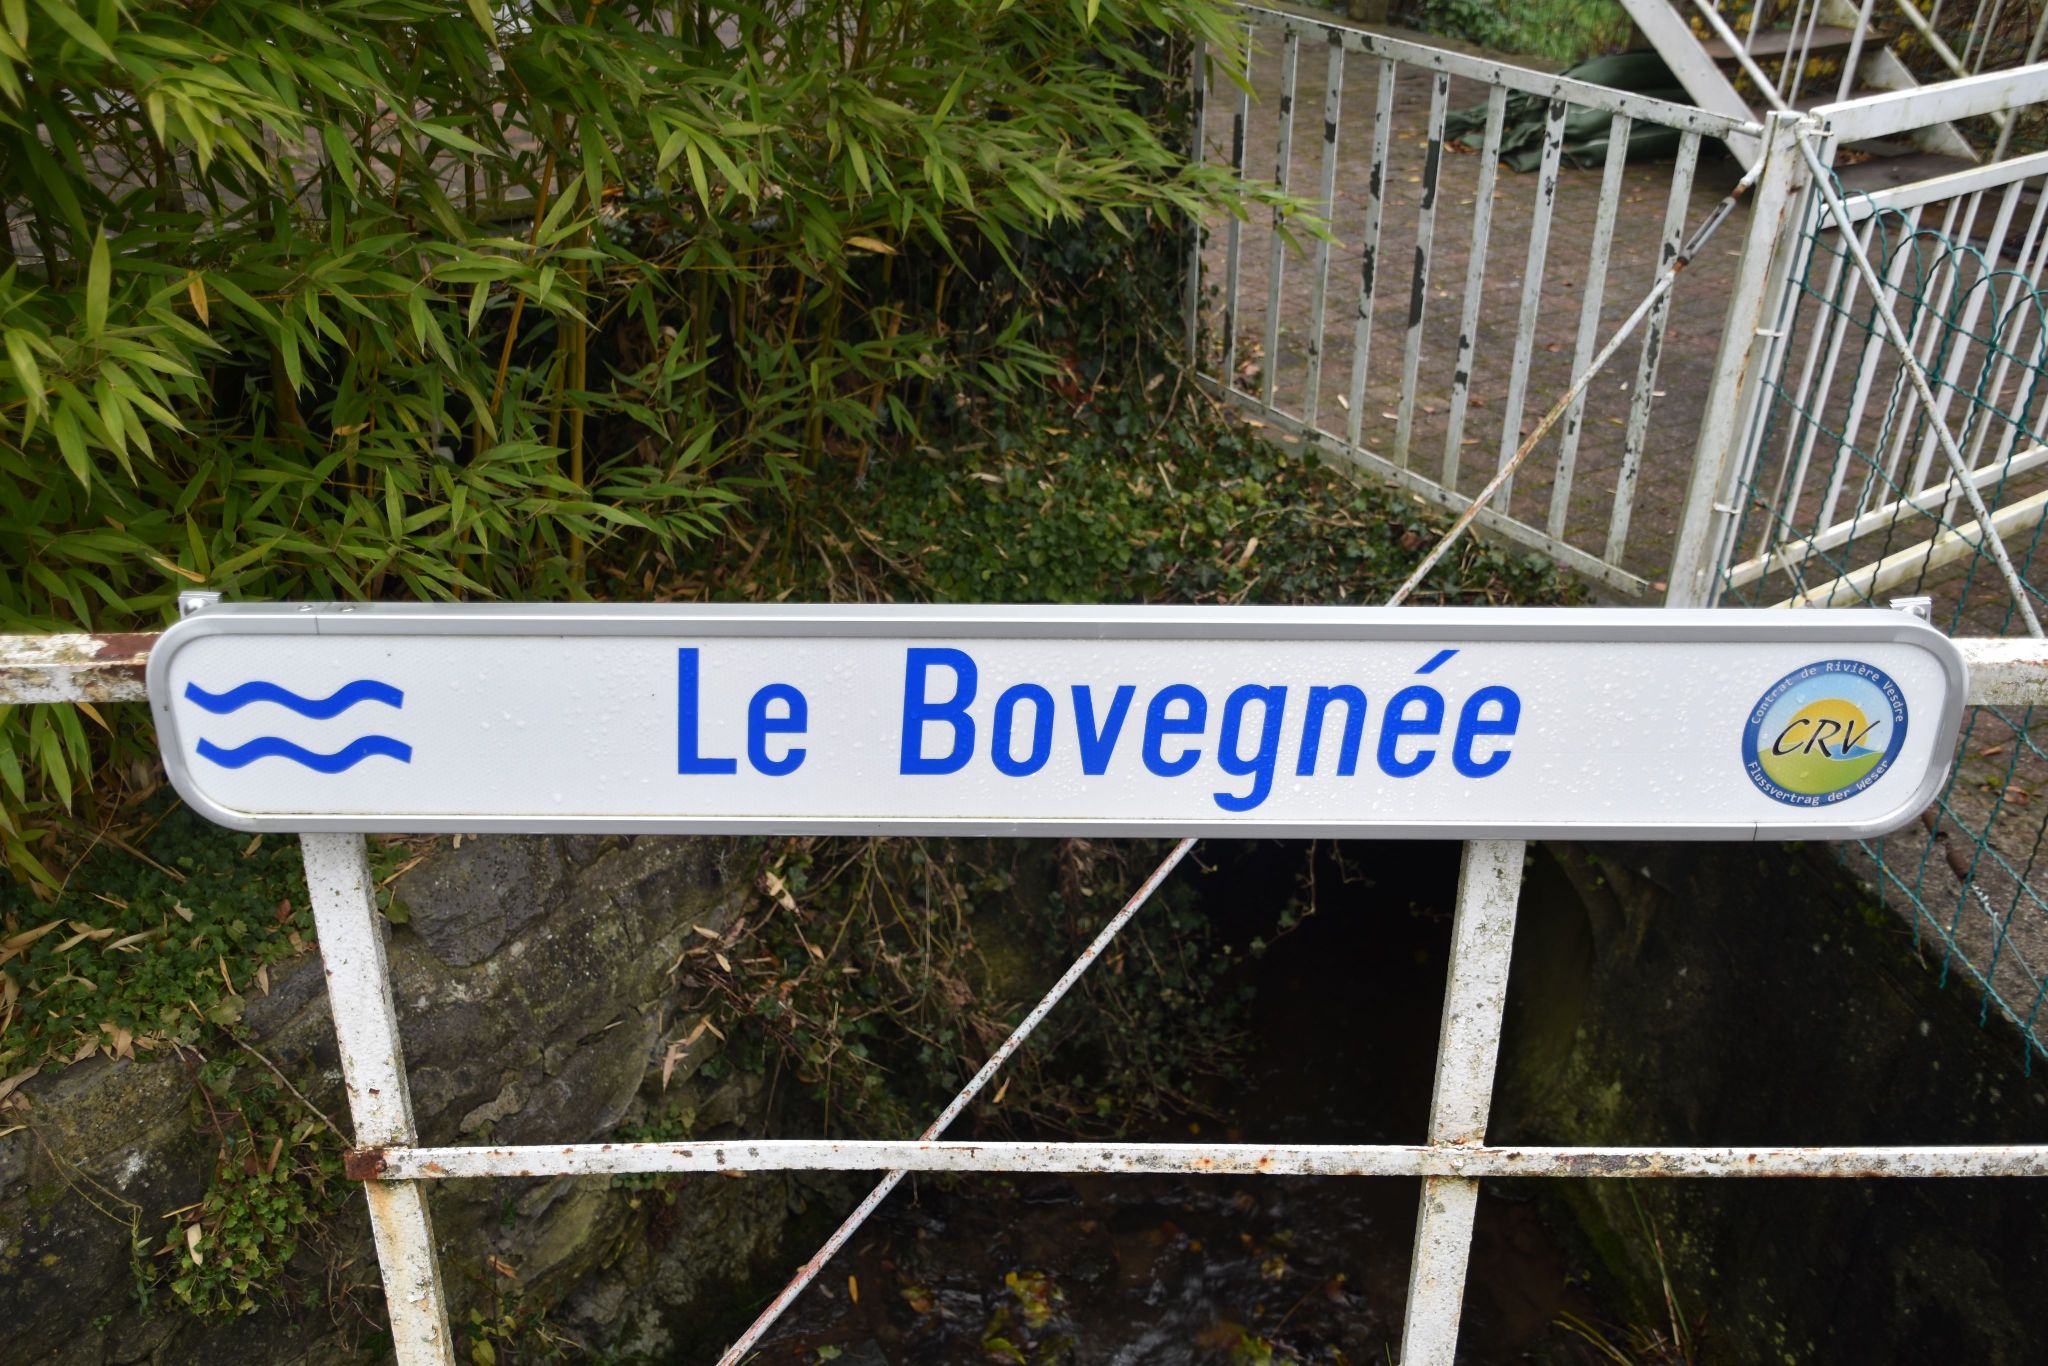 Le Bovegnée
Contrat de Rivière Vesdre
CRV
Flussvertrag der Weser